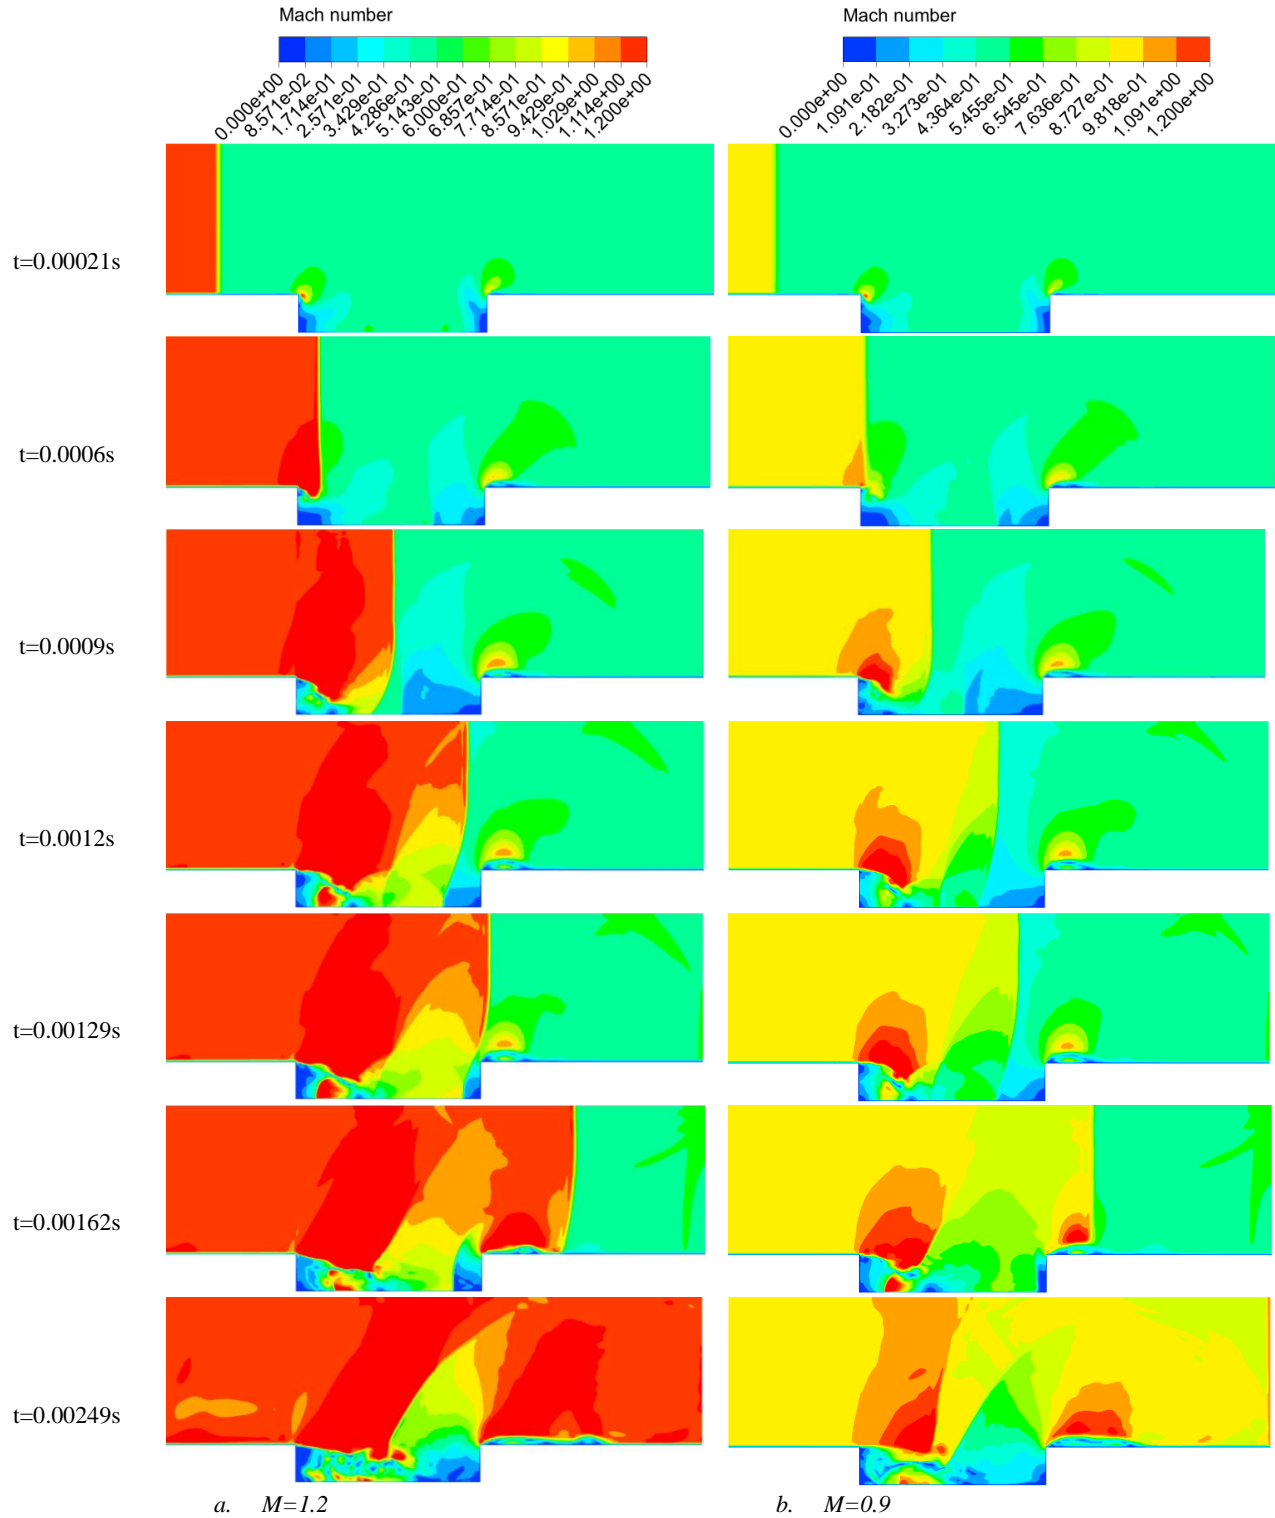 Mach number
Mach number
0.000e+00
8.571e-02
1.714e-01
2.571e-01
3.429e-01
4.286e-01
5.143e-01
6.000e-01
6.857e-01
7.714e-01
8.571e-01
9.429e-01
1.029e+00
1.114e+00
1.200e+00
0.000e+00
1.091e-01
2.182e-01
3.273e-01
4.364e-01
5.455e-01
6.545e-01
7.636e-01
8.727e-01
9.818e-01
1.091e+00
1.200e+00
t=0.00021s
t=0.0006s
t=0.0009s
t=0.0012s
t=0.00129s
t=0.00162s
t=0.00249s
a. M=1.2
b. M=0.9